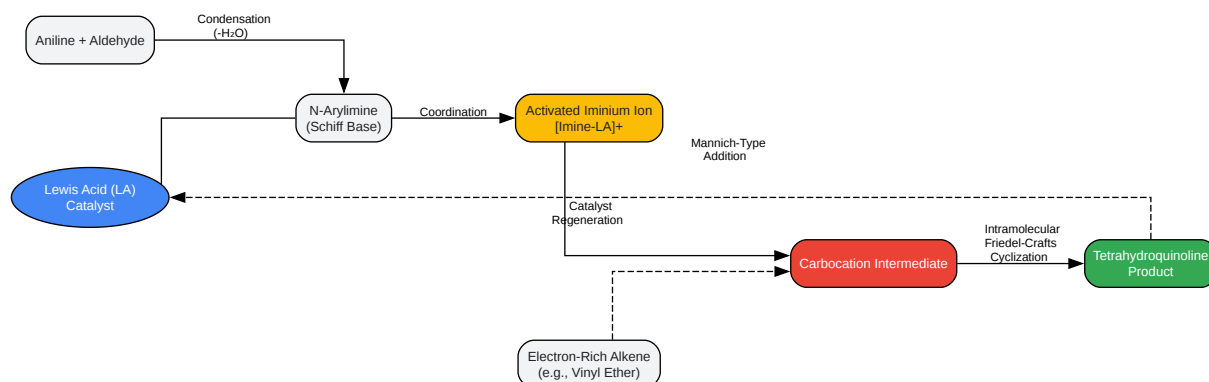 Condensation
(-H₂O)
Aniline + Aldehyde
N-Arylimine
(Schiff Base)
Coordination
Activated Iminium Ion
[Imine-LA]+
Mannich-Type
Addition
Lewis Acid (LA)
Catalyst
Catalyst
Regeneration
Carbocation Intermediate
Intramolecular
Friedel-Crafts
Cyclization
Tetrahydroquinoline
Product
Electron-Rich Alkene
(e.g., Vinyl Ether)